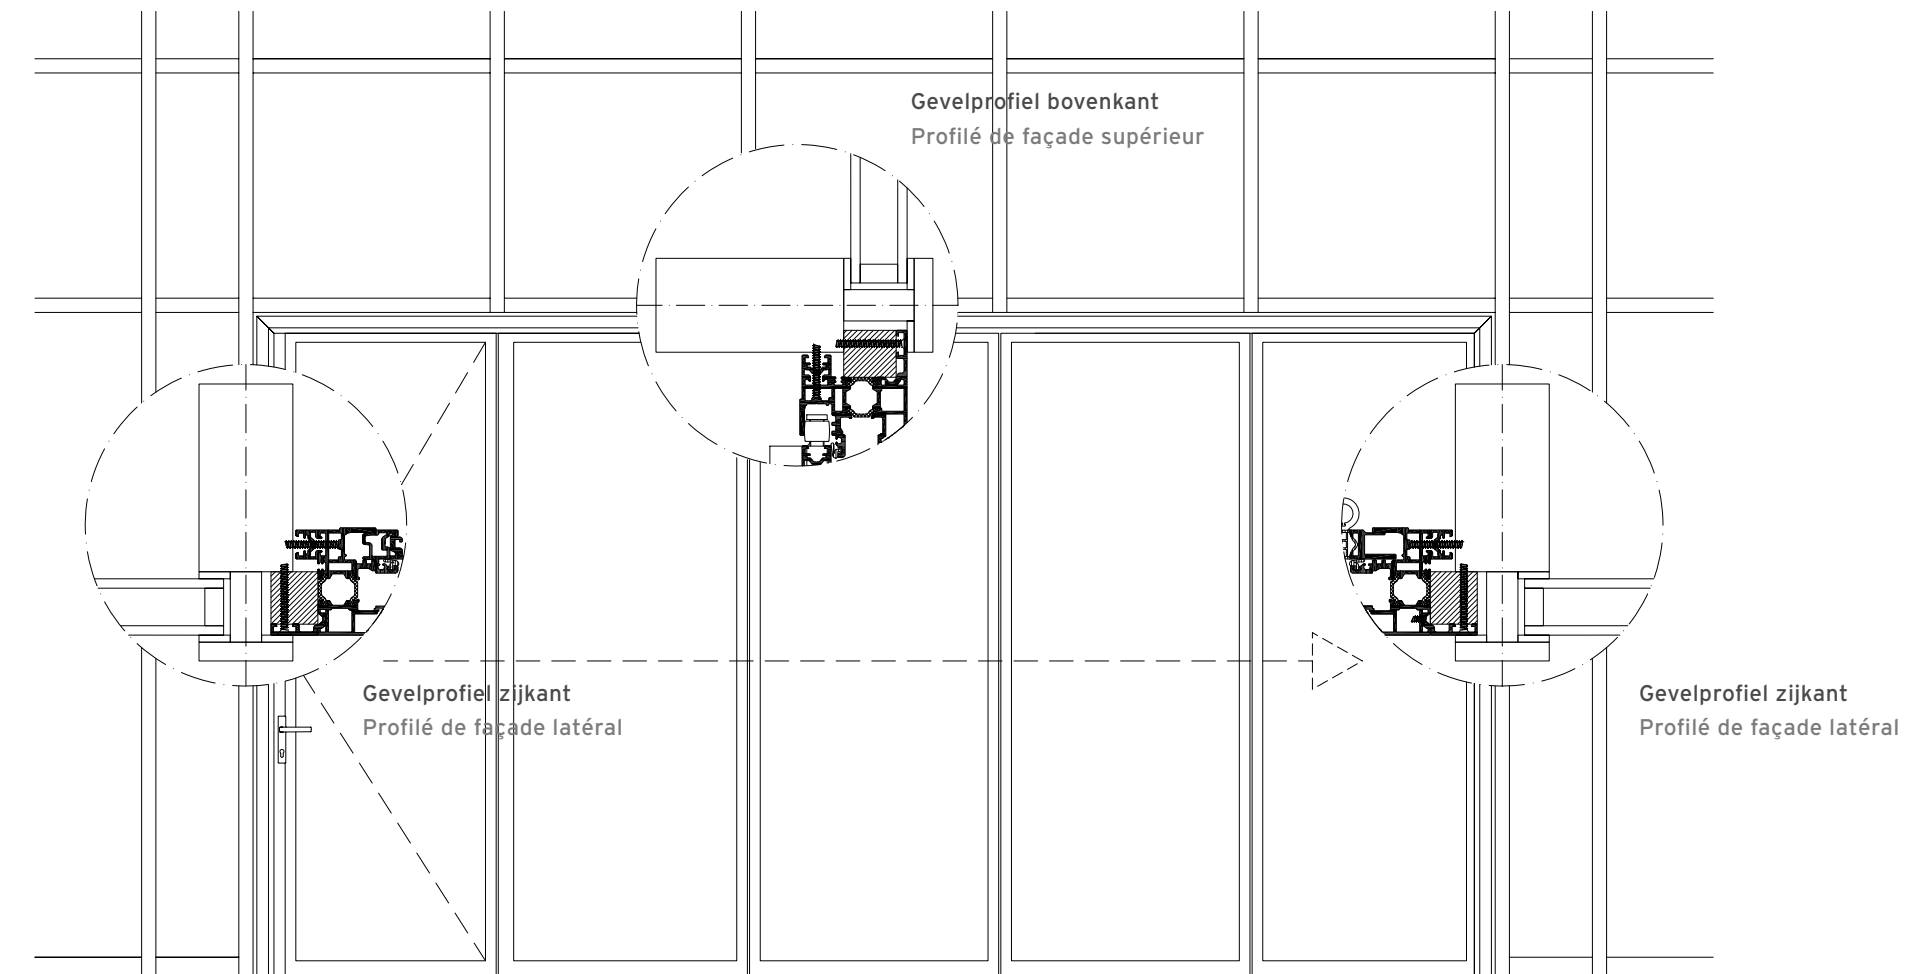 Gevelprofiel bovenkant
Profilé de façade supérieur
Gevelprofiel zijkant
Profilé de façade latéral
Gevelprofiel zijkant
Profilé de façade latéral